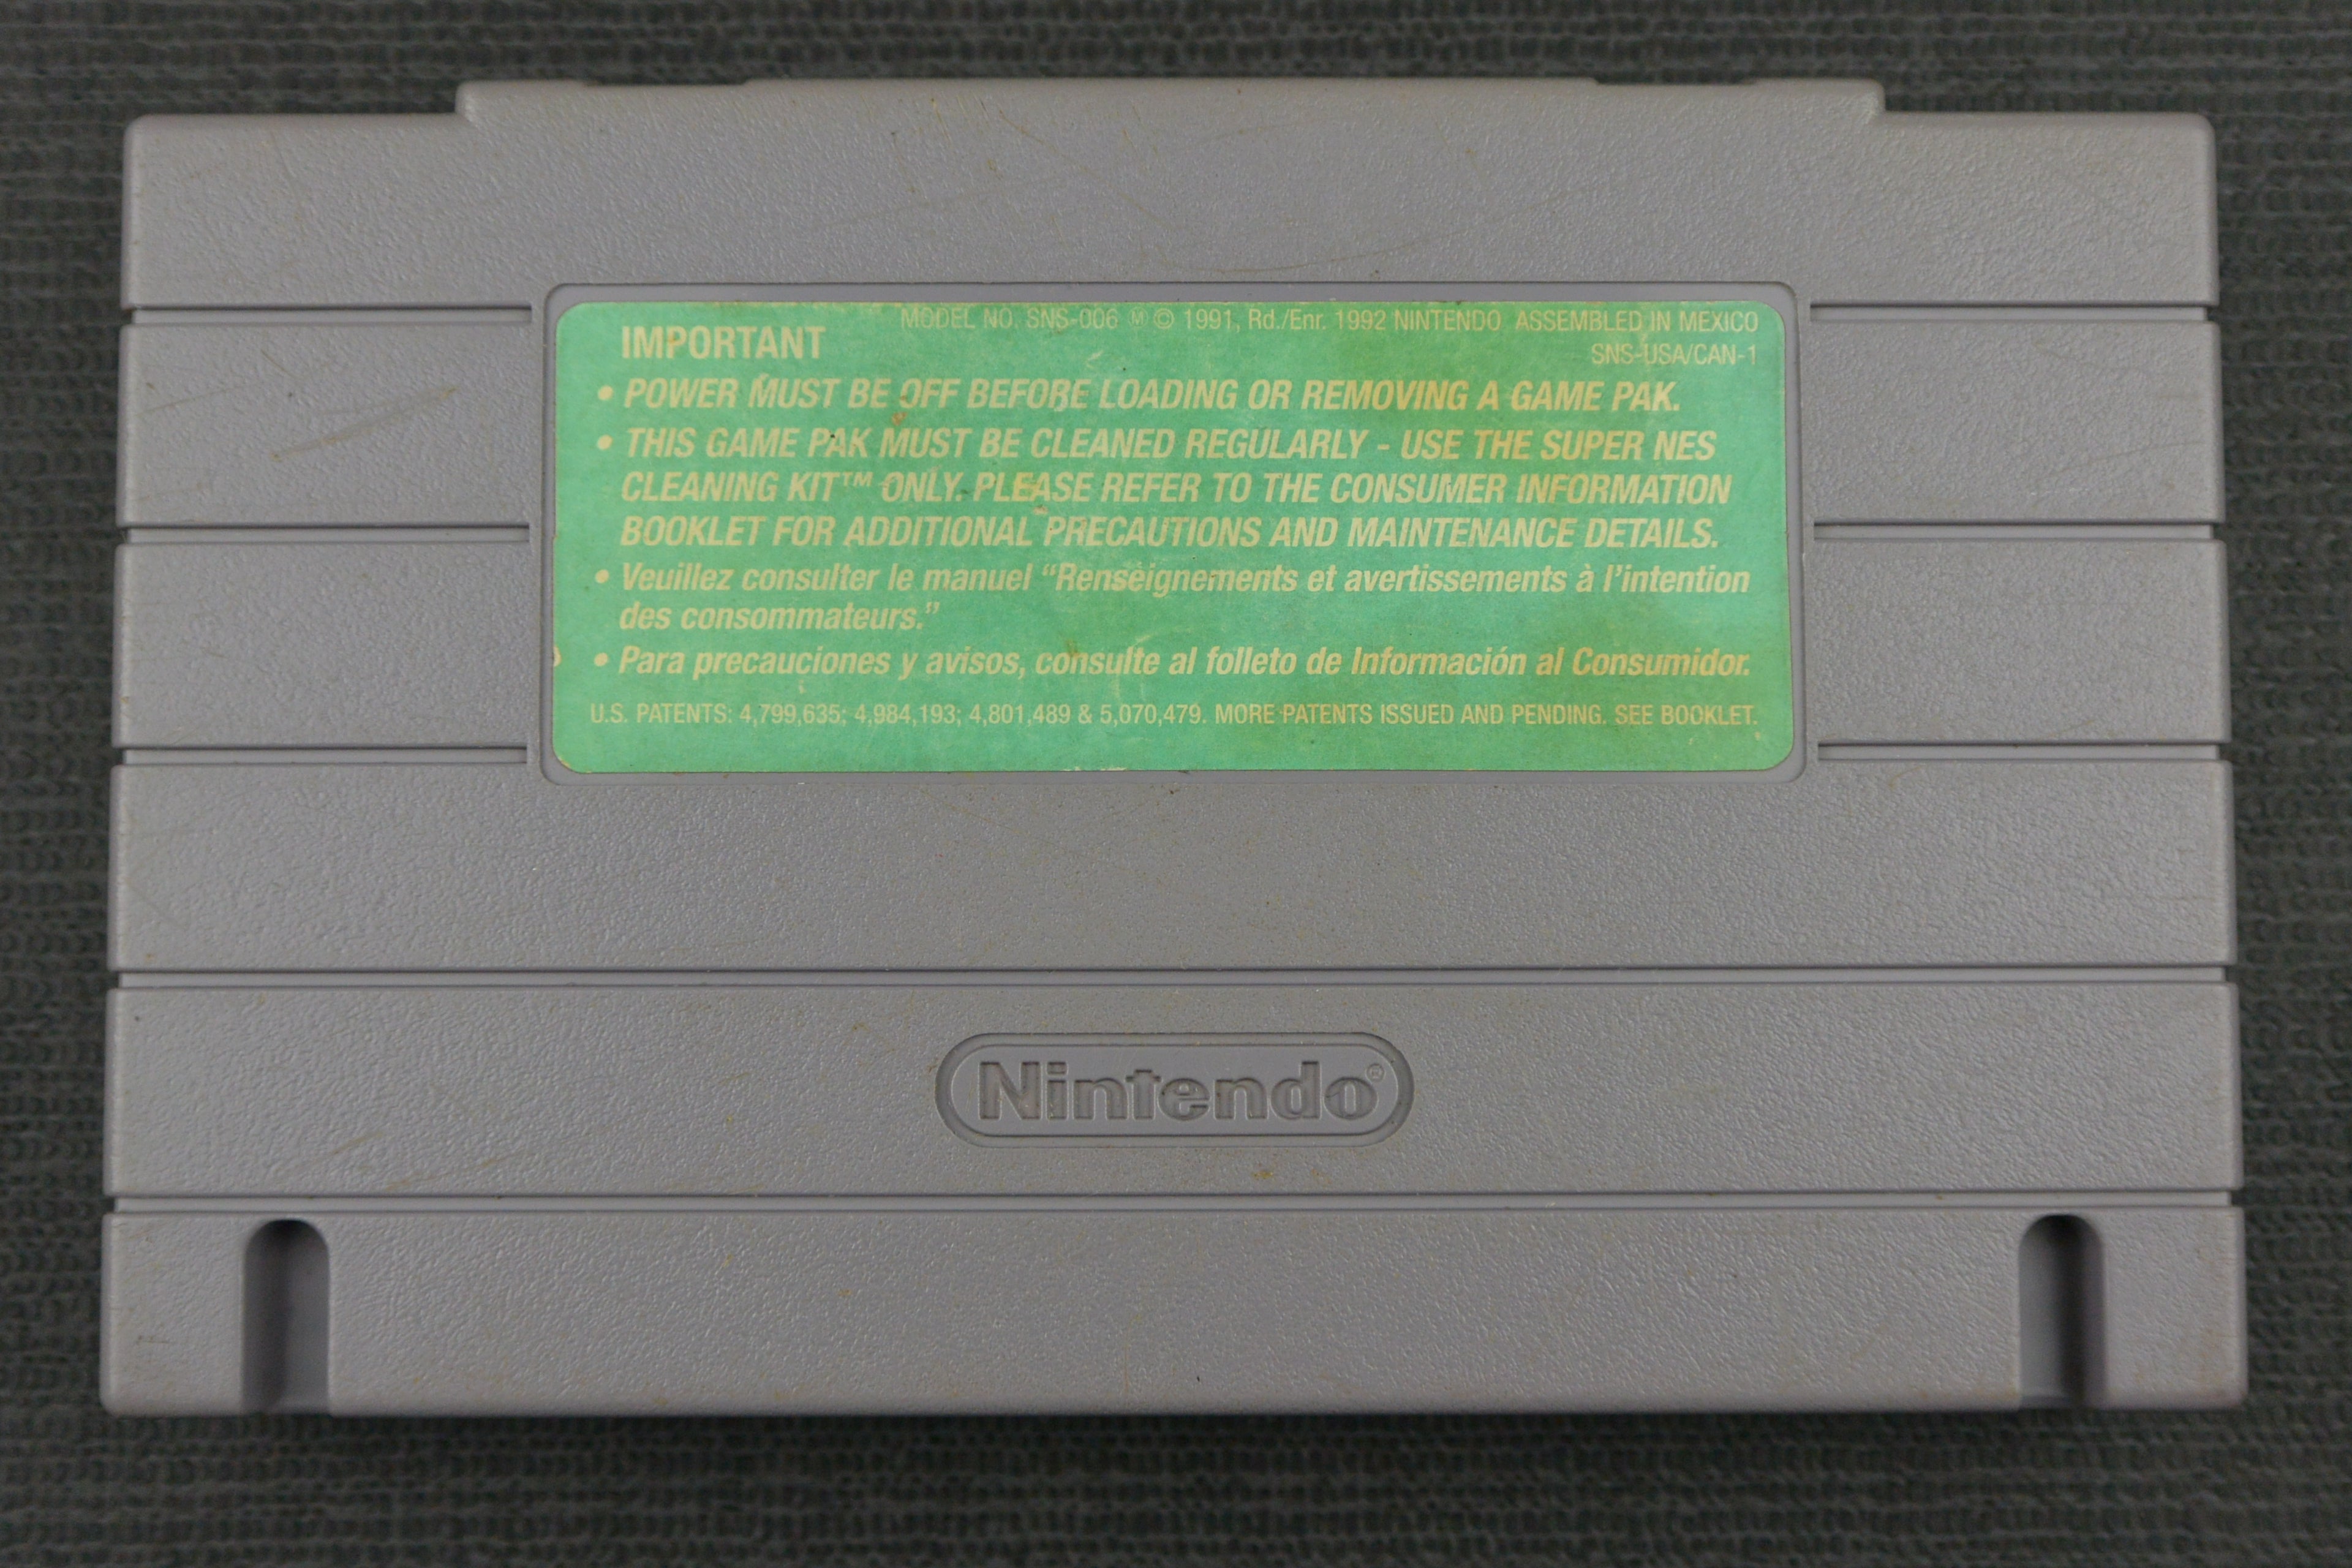 MODEL NO. SNS-006 Ⓜ © 1991, Rd./Enr. 1992 NINTENDO ASSEMBLED IN MEXICO
IMPORTANT
SNS-USA/CAN-1
• POWER MUST BE OFF BEFORE LOADING OR REMOVING A GAME PAK.
• THIS GAME PAK MUST BE CLEANED REGULARLY - USE THE SUPER NES
CLEANING KIT™ ONLY. PLEASE REFER TO THE CONSUMER INFORMATION
BOOKLET FOR ADDITIONAL PRECAUTIONS AND MAINTENANCE DETAILS.
• Veuillez consulter le manuel “Renseignements et avertissements à l’intention
des consommateurs.”
• Para precauciones y avisos, consulte al folleto de Información al Consumidor.
U.S. PATENTS: 4,799,635; 4,984,193; 4,801,489 & 5,070,479. MORE PATENTS ISSUED AND PENDING. SEE BOOKLET.
Nintendo®